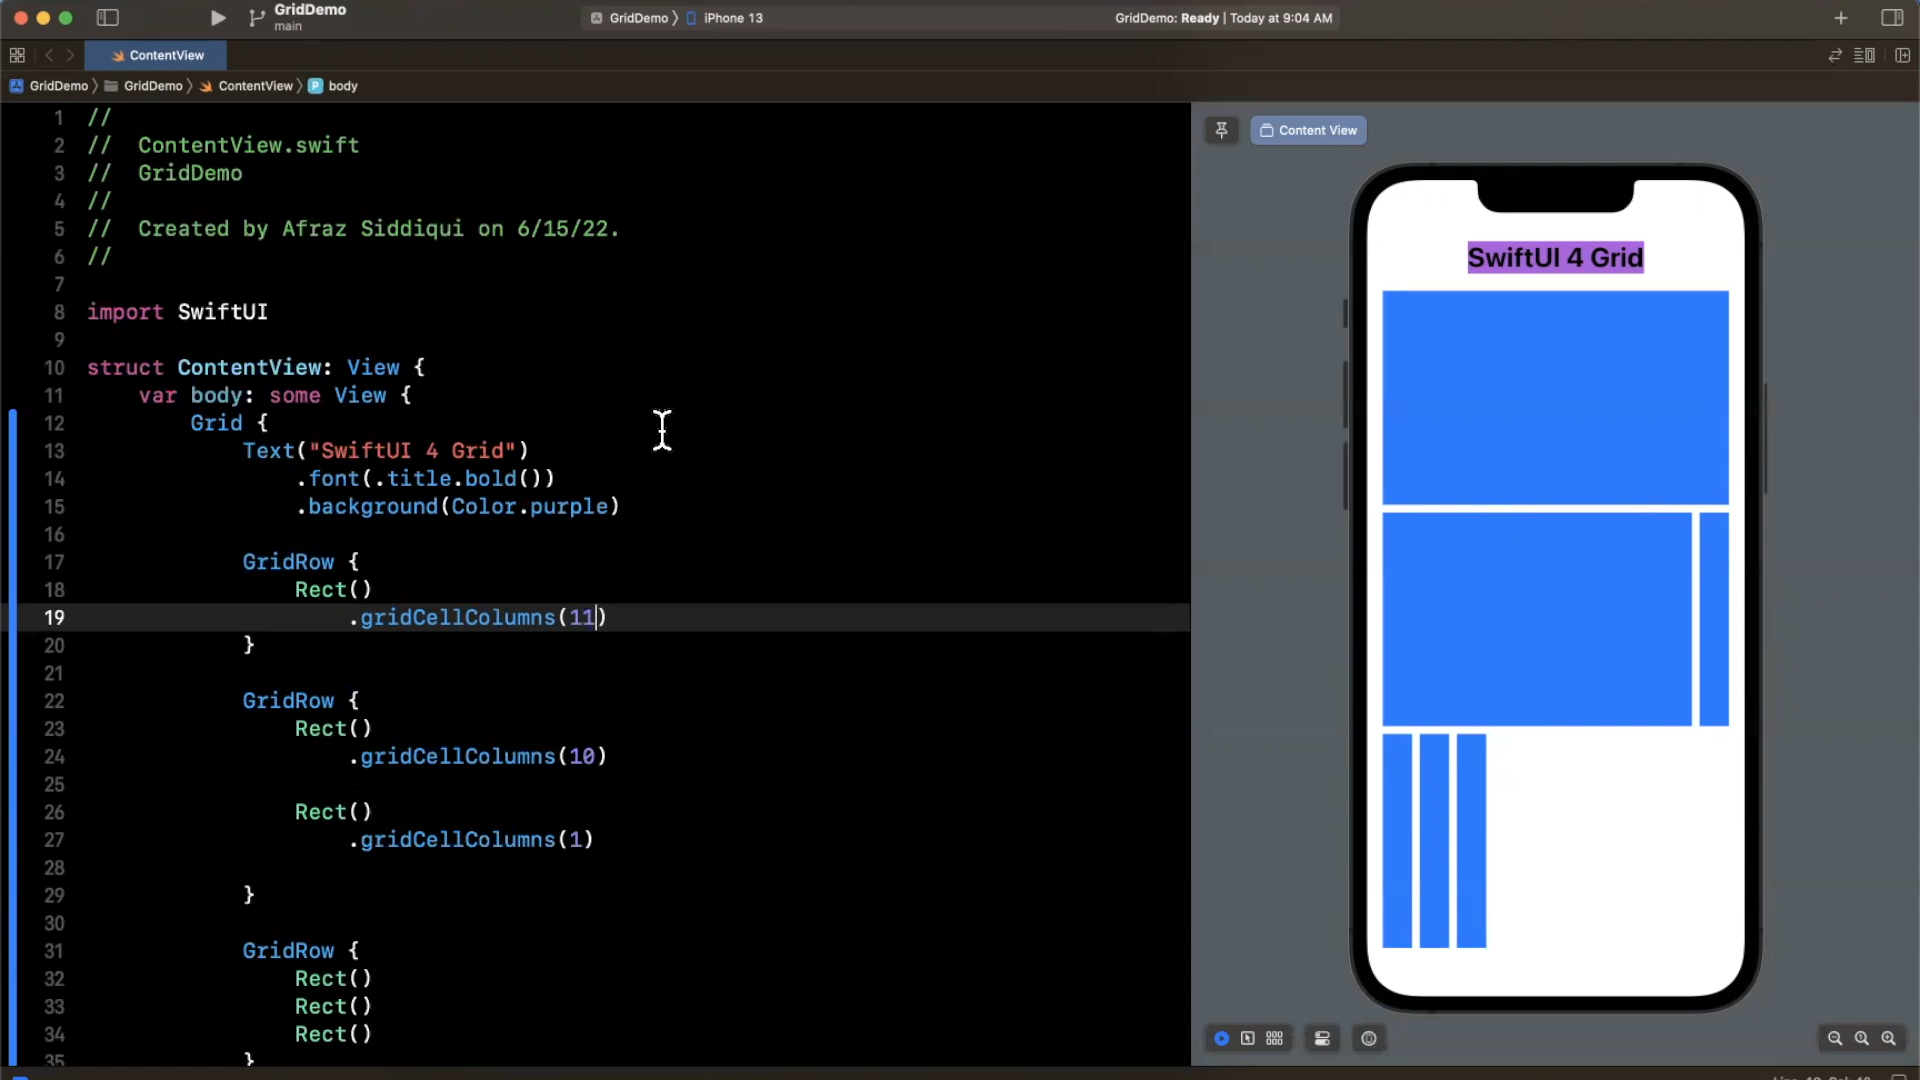 GridDemo
main
GridDemo 〉 iPhone 13
GridDemo: Ready | Today at 9:04 AM
ContentView
GridDemo 〉 GridDemo 〉 ContentView 〉 P body
1 //
2 //  ContentView.swift
3 //  GridDemo
4 //
5 //  Created by Afraz Siddiqui on 6/15/22.
6 //
7
8 import SwiftUI
9
10 struct ContentView: View {
11     var body: some View {
12         Grid {
13             Text("SwiftUI 4 Grid")
14                 .font(.title.bold())
15                 .background(Color.purple)
16
17             GridRow {
18                 Rect()
19                     .gridCellColumns(11)
20             }
21
22             GridRow {
23                 Rect()
24                     .gridCellColumns(10)
25
26                 Rect()
27                     .gridCellColumns(1)
28
29             }
30
31             GridRow {
32                 Rect()
33                 Rect()
34                 Rect()
35             }
Content View
SwiftUI 4 Grid